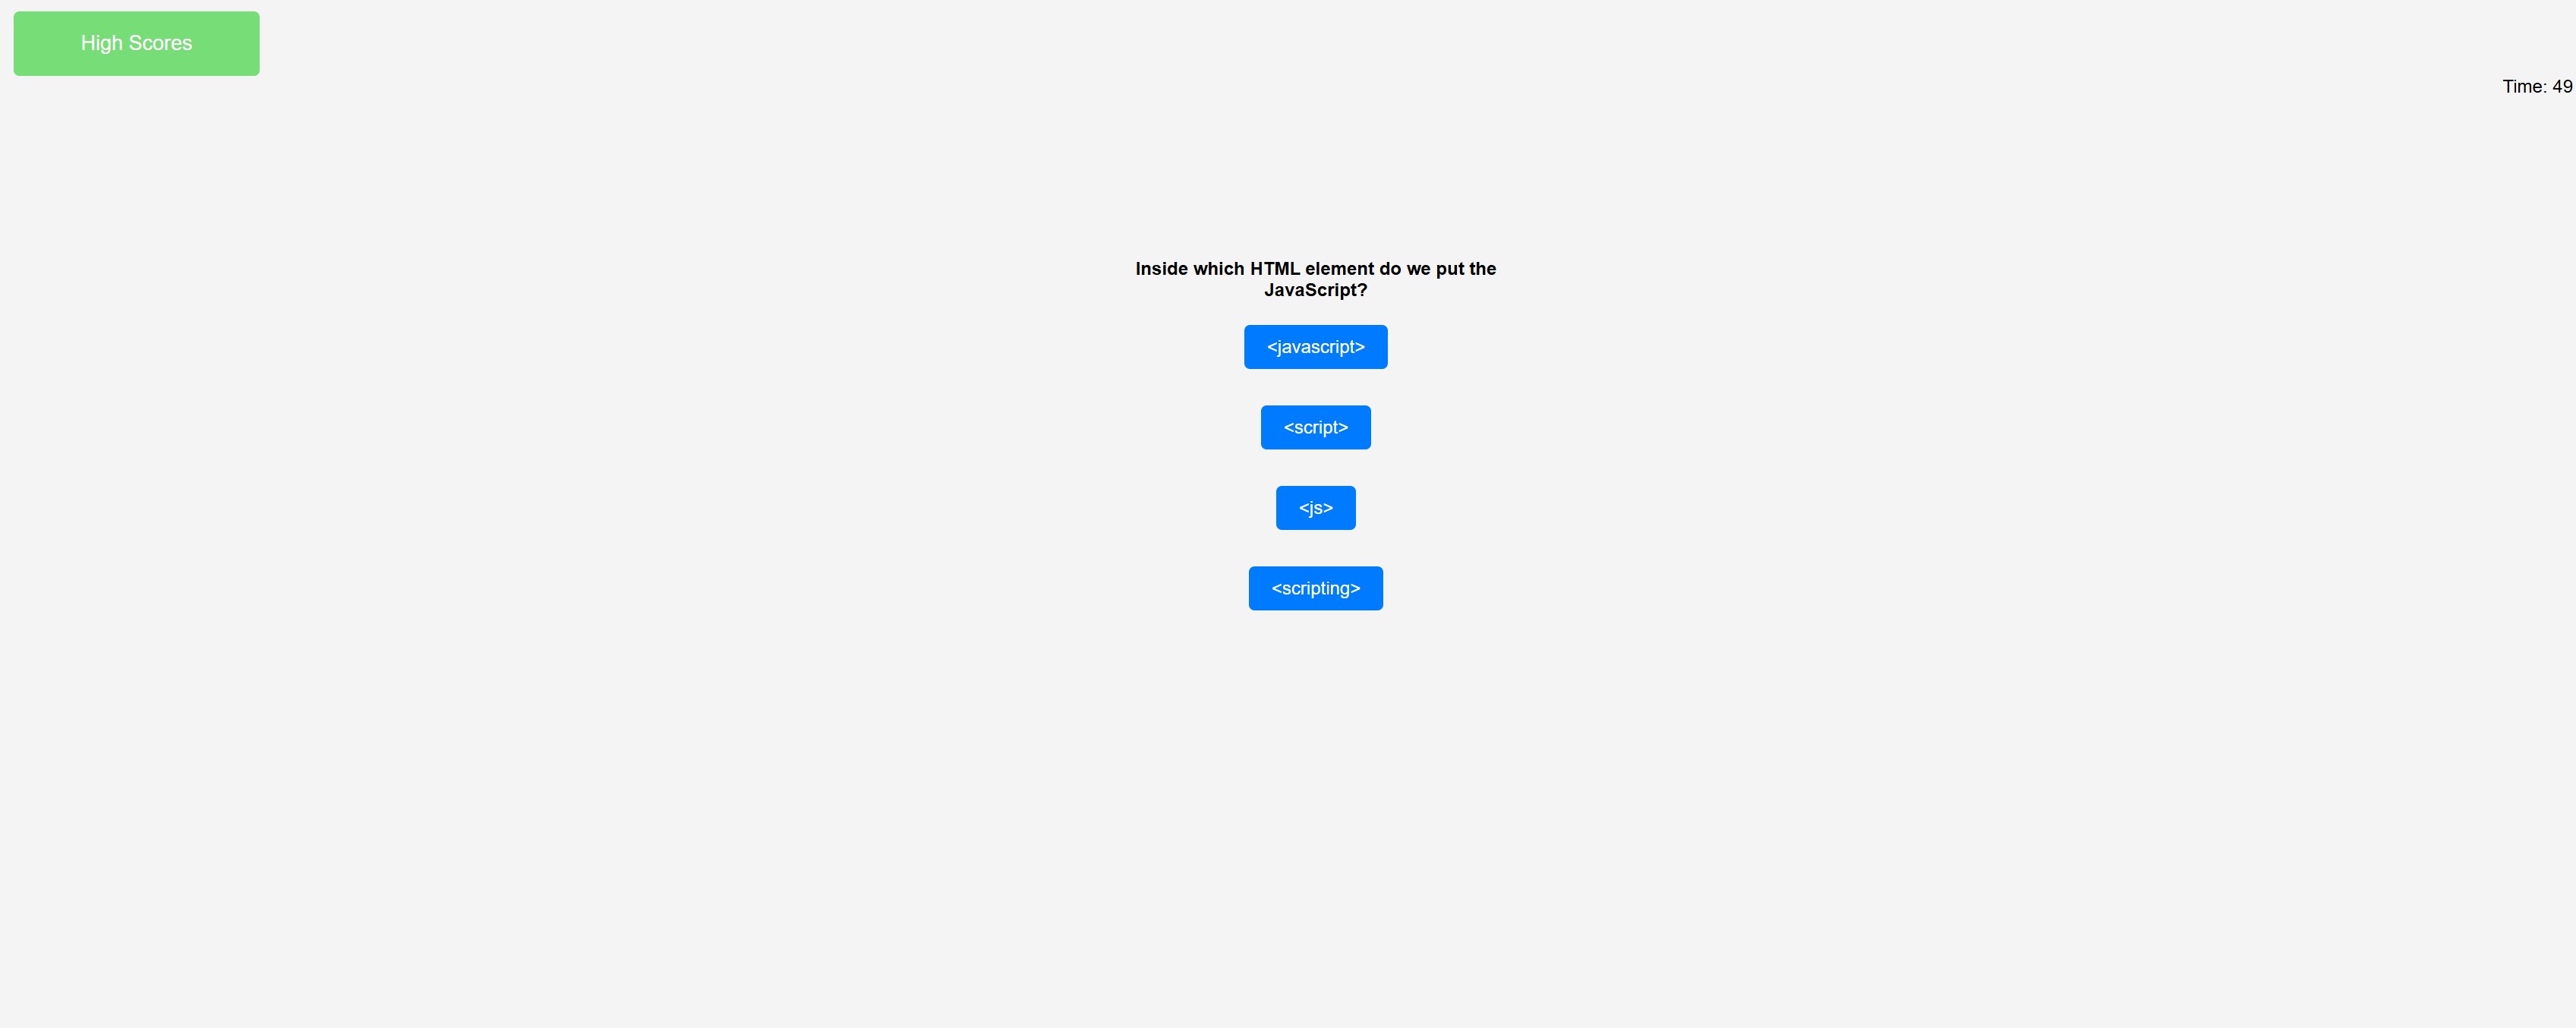 High Scores
Time: 49
Inside which HTML element do we put the
JavaScript?
<javascript>
<script>
<js>
<scripting>